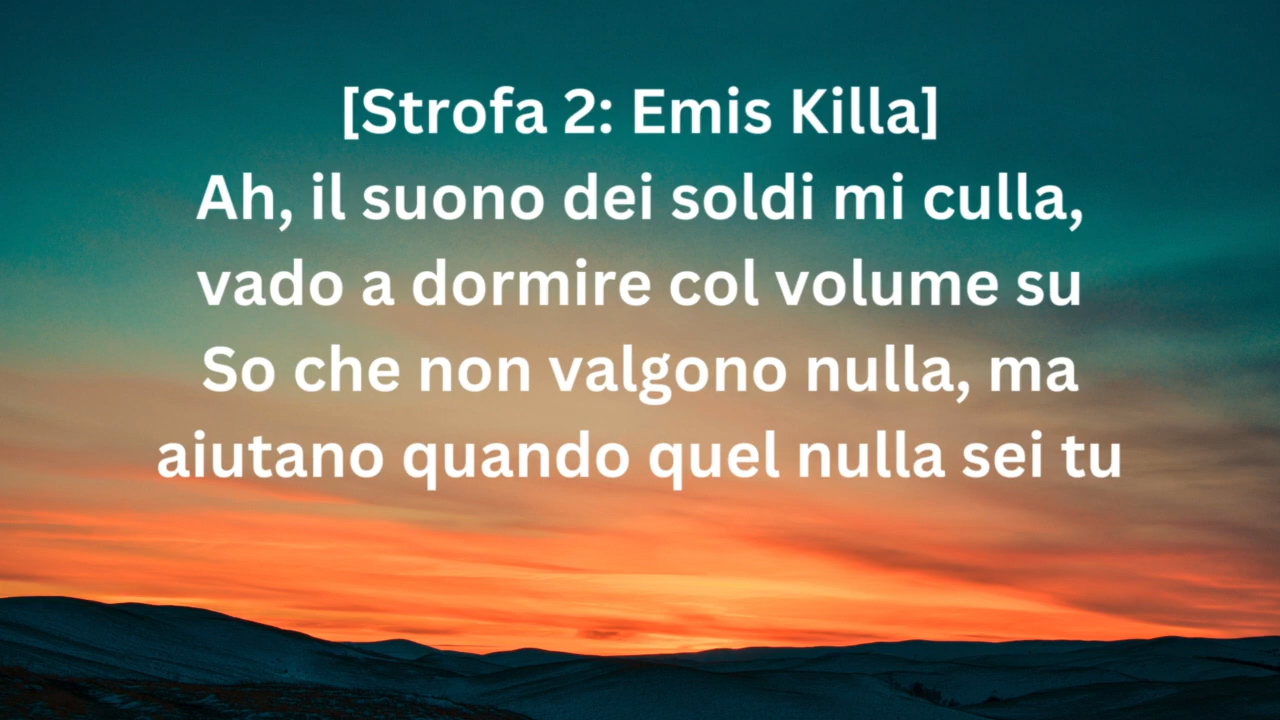 [Strofa 2: Emis Killa]
Ah, il suono dei soldi mi culla,
vado a dormire col volume su
So che non valgono nulla, ma
aiutano quando quel nulla sei tu